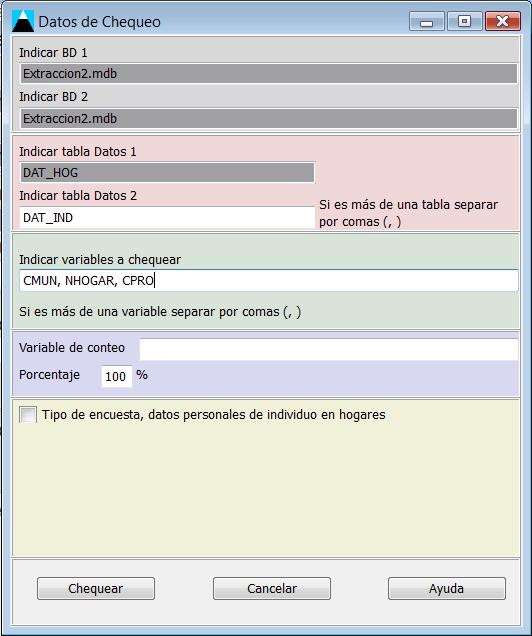 Datos de Chequeo
Indicar BD 1
Extraccion2.mdb
Indicar BD 2
Extraccion2.mdb
Indicar tabla Datos 1
DAT_HOG
Indicar tabla Datos 2
DAT_IND
Si es más de una tabla separar
por comas (, )
Indicar variables a chequear
CMUN, NHOGAR, CPRO
Si es más de una variable separar por comas (, )
Variable de conteo
Porcentaje 100 %
Tipo de encuesta, datos personales de individuo en hogares
Chequear Cancelar Ayuda